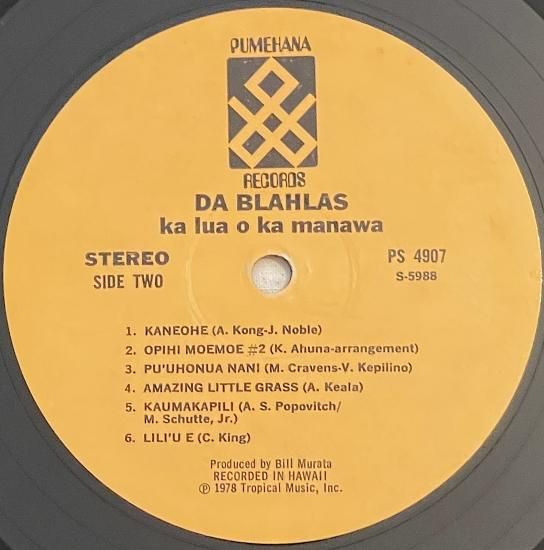 PUMEHANA
RECORDS
DA BLAHLAS
ka lua o ka manawa
STEREO
SIDE TWO
PS 4907
S-5988
1. KANEOHE (A. Kong-J. Noble)
2. OPIHI MOEMOE #2 (K. Ahuna-arrangement)
3. PU'UHONUA NANI (M. Cravens-V. Kepilino)
4. AMAZING LITTLE GRASS (A. Keala)
5. KAUMAKAPILI (A. S. Popovitch/
M. Schutte, Jr.)
6. LILI'U E (C. King)
Produced by Bill Murata
RECORDED IN HAWAII
℗ 1978 Tropical Music, Inc.